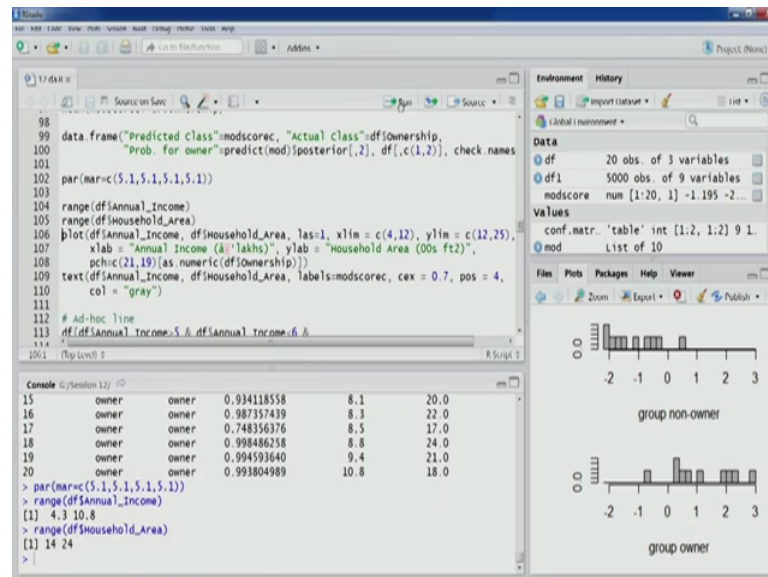 RStudio
File Edit Code View Plots Session Build Debug Profile Tools Help
Go to file/function
Addins
Project: (None)
Source on Save
Run
Source
98
99 data.frame("Predicted Class"=modscorec, "Actual Class"=df$Ownership,
100 "Prob. for owner"=predict(mod)$posterior[,2], df[,c(1,2)], check.names
101
102 par(mar=c(5.1,5.1,5.1,5.1))
103
104 range(df$Annual_Income)
105 range(df$Household_Area)
106 plot(df$Annual_Income, df$Household_Area, las=1, xlim = c(4,12), ylim = c(12,25),
107 xlab = "Annual Income (lakhs)", ylab = "Household Area (00s ft2)",
108 pch=c(21,19)[as.numeric(df$Ownership)])
109 text(df$Annual_Income, df$Household_Area, labels=modscorec, cex = 0.7, pos = 4,
110 col = "gray")
111
112 # Ad-hoc line
113 df[df$Annual_Income>5 & df$Annual_Income<6 &
114
106:1 (Top Level) R Script
Console G:/Session 12/
15 owner owner 0.934118558 8.1 20.0
16 owner owner 0.987357439 8.3 22.0
17 owner owner 0.748356376 8.5 17.0
18 owner owner 0.998486258 8.8 24.0
19 owner owner 0.994593640 9.4 21.0
20 owner owner 0.993804989 10.8 18.0
> par(mar=c(5.1,5.1,5.1,5.1))
> range(df$Annual_Income)
[1] 4.3 10.8
> range(df$Household_Area)
[1] 14 24
>
Environment History
Import Dataset List
Global Environment
Data
df 20 obs. of 3 variables
df1 5000 obs. of 9 variables
modscore num [1:20, 1] -1.195 -2...
Values
conf.matr… 'table' int [1:2, 1:2] 9 1…
mod List of 10
Files Plots Packages Help Viewer
Zoom Export Publish
0.0
-2 -1 0 1 2 3
group non-owner
0.0
-2 -1 0 1 2 3
group owner